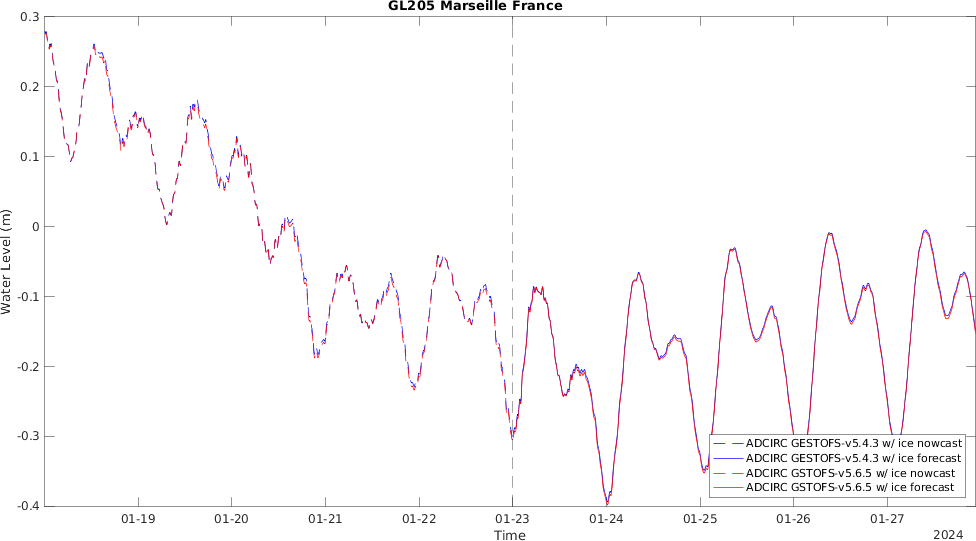 GL205 Marseille France
Water Level (m)
0.3
0.2
0.1
0
-0.1
-0.2
-0.3
-0.4
ADCIRC GESTOFS-v5.4.3 w/ ice nowcast
ADCIRC GESTOFS-v5.4.3 w/ ice forecast
ADCIRC GSTOFS-v5.6.5 w/ ice nowcast
ADCIRC GSTOFS-v5.6.5 w/ ice forecast
01-19 01-20 01-21 01-22 01-23 01-24 01-25 01-26 01-27
Time
2024